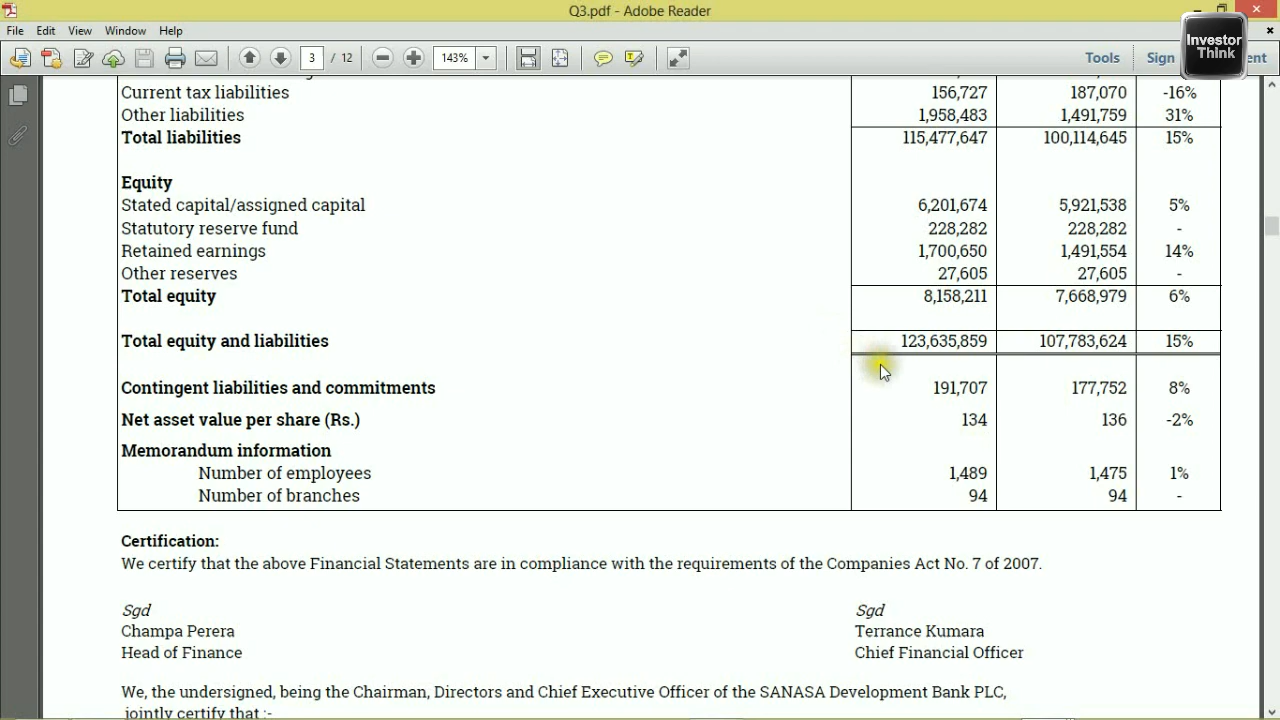 Q3.pdf - Adobe Reader
File Edit View Window Help
Investor
Think
3 / 12 143% Tools Sign ent
Current tax liabilities 156,727 187,070 -16%
Other liabilities 1,958,483 1,491,759 31%
Total liabilities 115,477,647 100,114,645 15%
Equity
Stated capital/assigned capital 6,201,674 5,921,538 5%
Statutory reserve fund 228,282 228,282 -
Retained earnings 1,700,650 1,491,554 14%
Other reserves 27,605 27,605 -
Total equity 8,158,211 7,668,979 6%
Total equity and liabilities 123,635,859 107,783,624 15%
Contingent liabilities and commitments 191,707 177,752 8%
Net asset value per share (Rs.) 134 136 -2%
Memorandum information
Number of employees 1,489 1,475 1%
Number of branches 94 94 -
Certification:
We certify that the above Financial Statements are in compliance with the requirements of the Companies Act No. 7 of 2007.
Sgd Sgd
Champa Perera Terrance Kumara
Head of Finance Chief Financial Officer
We, the undersigned, being the Chairman, Directors and Chief Executive Officer of the SANASA Development Bank PLC,
jointly certify that :-